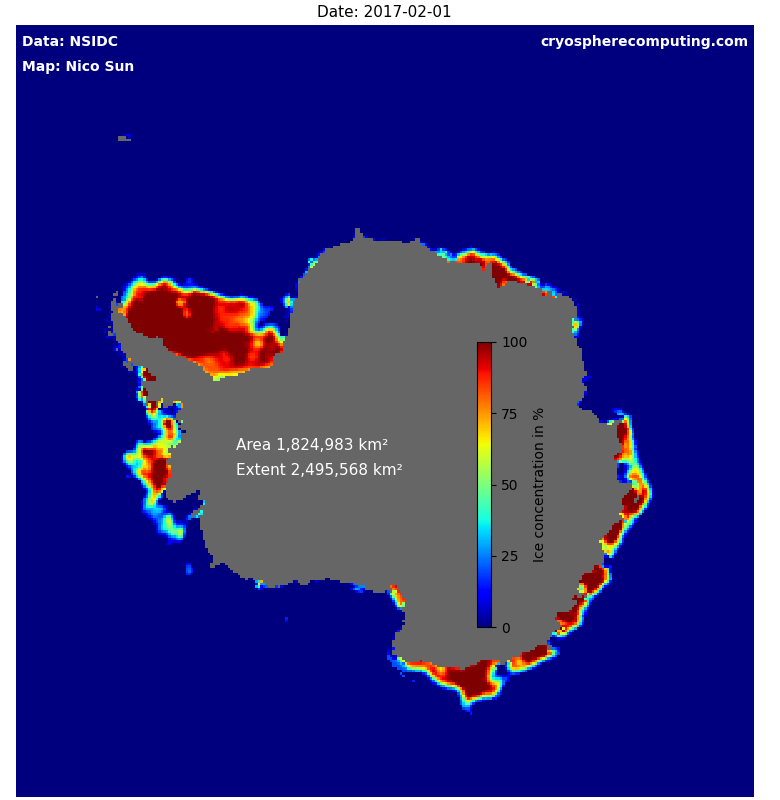 Date: 2017-02-01
Data: NSIDC
cryospherecomputing.com
Map: Nico Sun
100
75
50
25
0
Ice concentration in %
Area 1,824,983 km²
Extent 2,495,568 km²